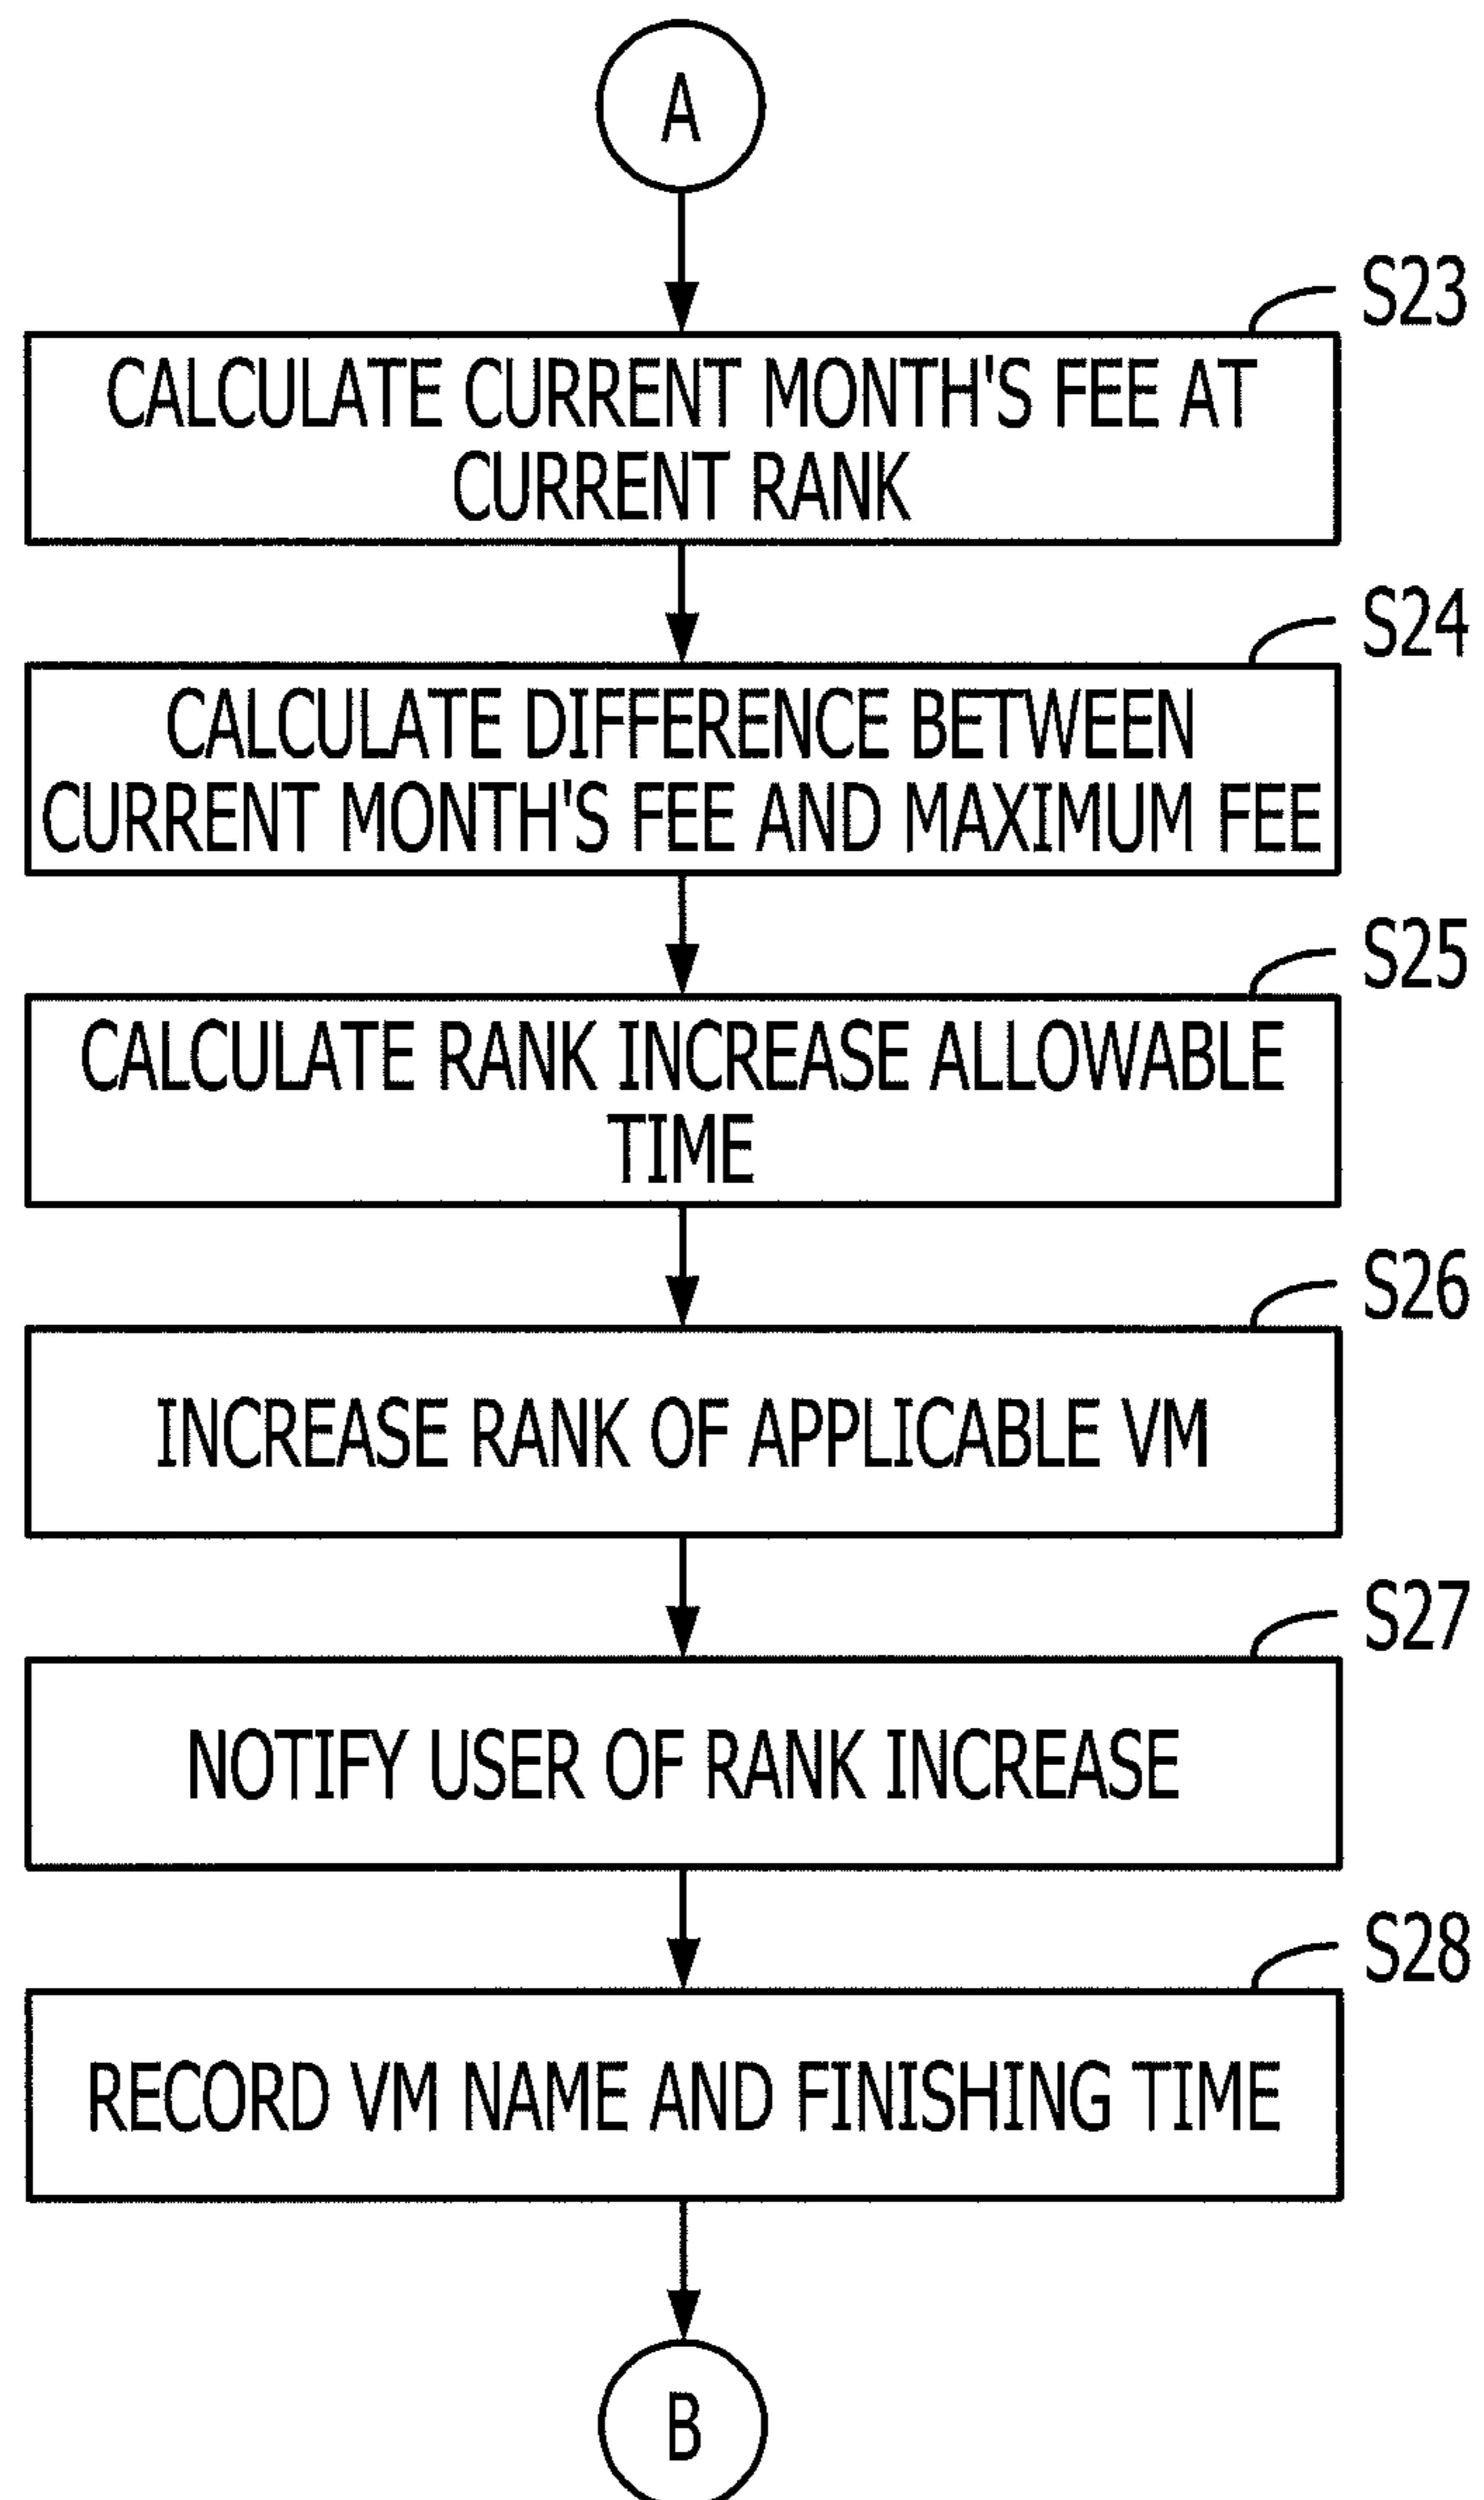 A
S23
CALCULATE CURRENT MONTH'S FEE AT
CURRENT RANK
S24
CALCULATE DIFFERENCE BETWEEN
CURRENT MONTH'S FEE AND MAXIMUM FEE
S25
CALCULATE RANK INCREASE ALLOWABLE
TIME
S26
INCREASE RANK OF APPLICABLE VM
S27
NOTIFY USER OF RANK INCREASE
S28
RECORD VM NAME AND FINISHING TIME
B